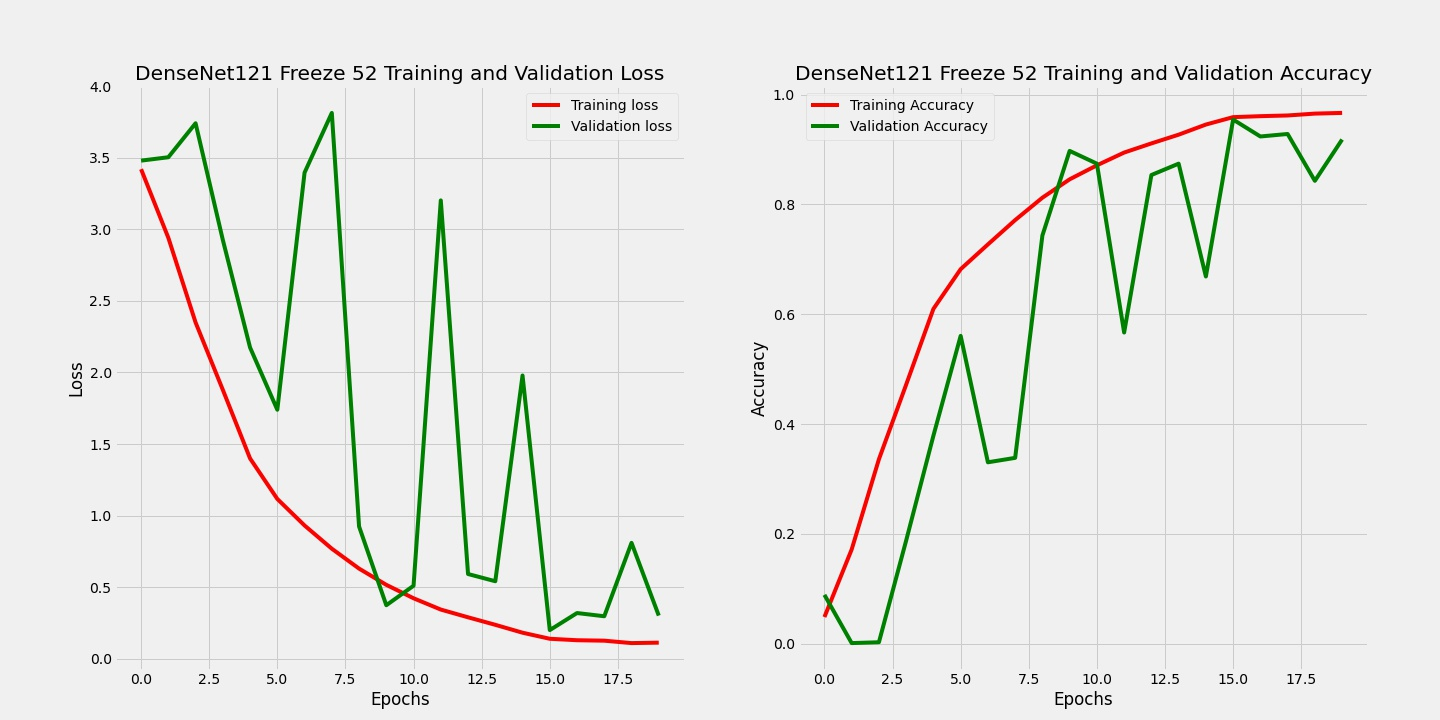 DenseNet121 Freeze 52 Training and Validation Loss
4.0
3.5
3.0
2.5
2.0
1.5
1.0
0.5
0.0
Loss
Training loss
Validation loss
0.0 2.5 5.0 7.5 10.0 12.5 15.0 17.5
Epochs
DenseNet121 Freeze 52 Training and Validation Accuracy
1.0
0.8
0.6
0.4
0.2
0.0
Accuracy
Training Accuracy
Validation Accuracy
0.0 2.5 5.0 7.5 10.0 12.5 15.0 17.5
Epochs